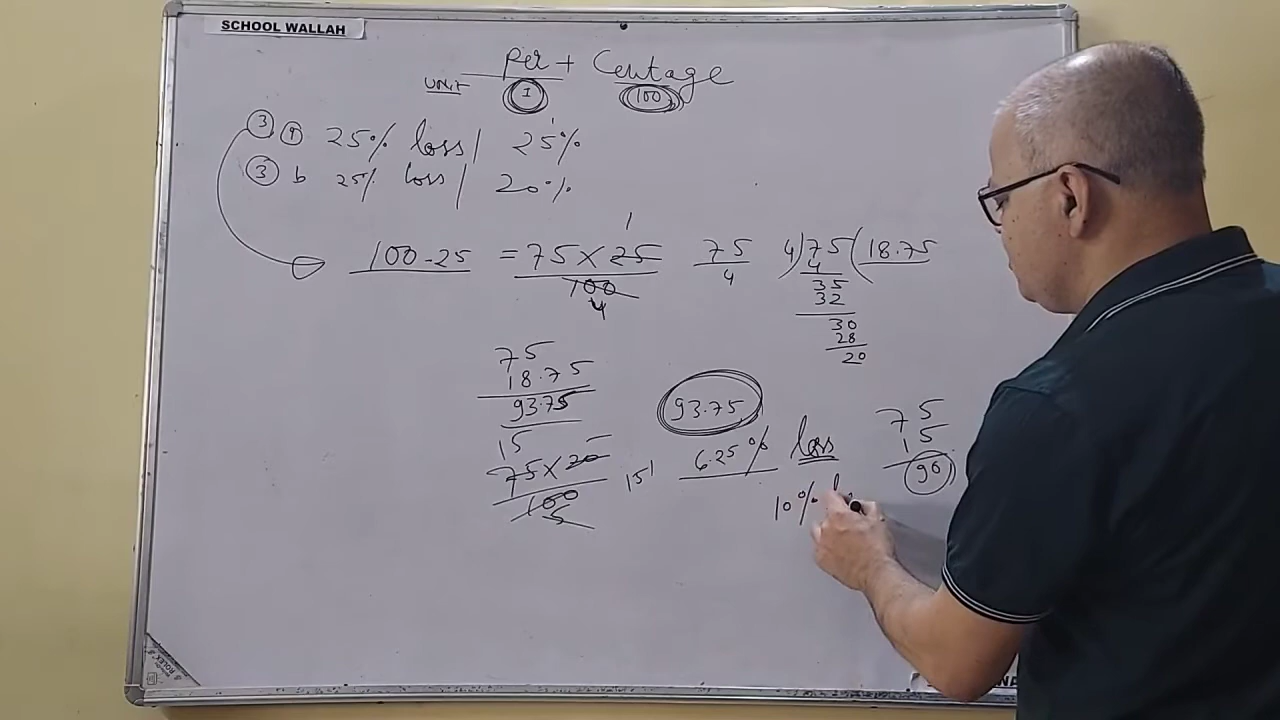 SCHOOL WALLAH
Per + Centage
UNIT 1 100
3 a 25% loss | 25%
3 b 25% loss | 20%
100-25 = 75 X 25 75 4)75(18.75
100 4 4
4 35
32
30
28
20
75
18.75
93.75 93.75
15 75
75 X 20 15 6.25% loss 15
100 90
5 10%